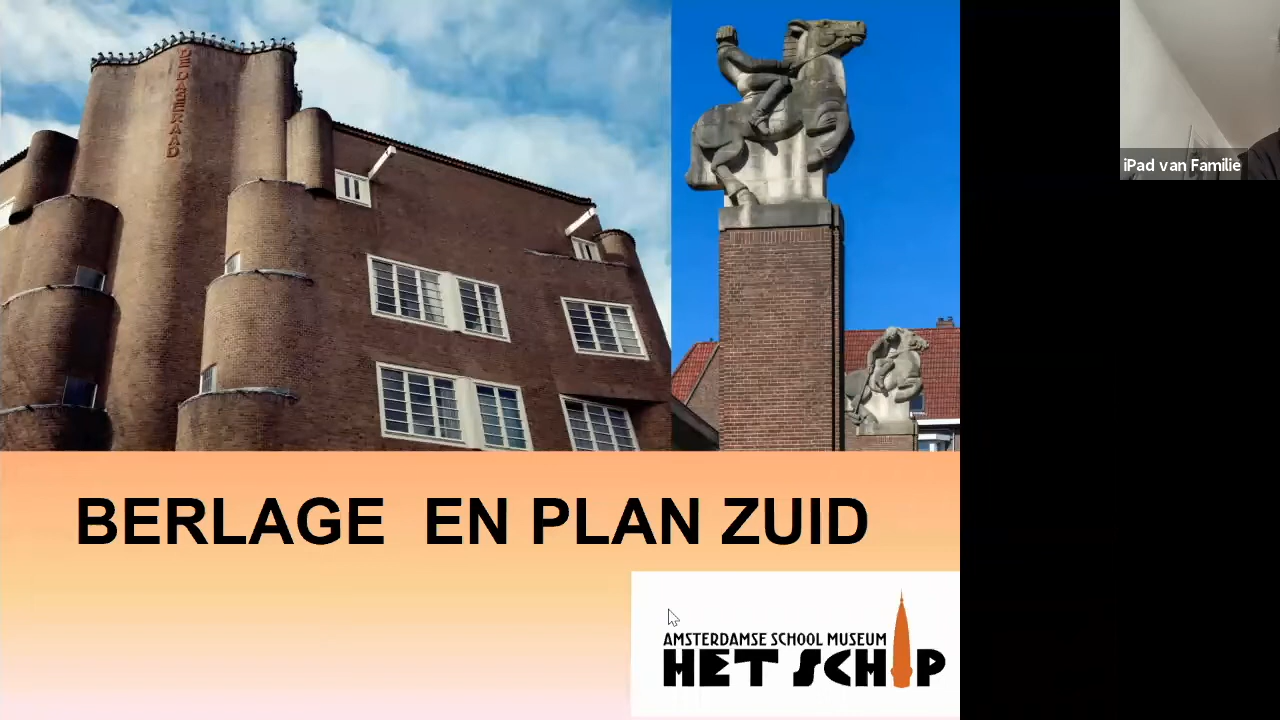 DE DAGERAAD
iPad van Familie
BERLAGE EN PLAN ZUID
AMSTERDAMSE SCHOOL MUSEUM
HET SCHIP